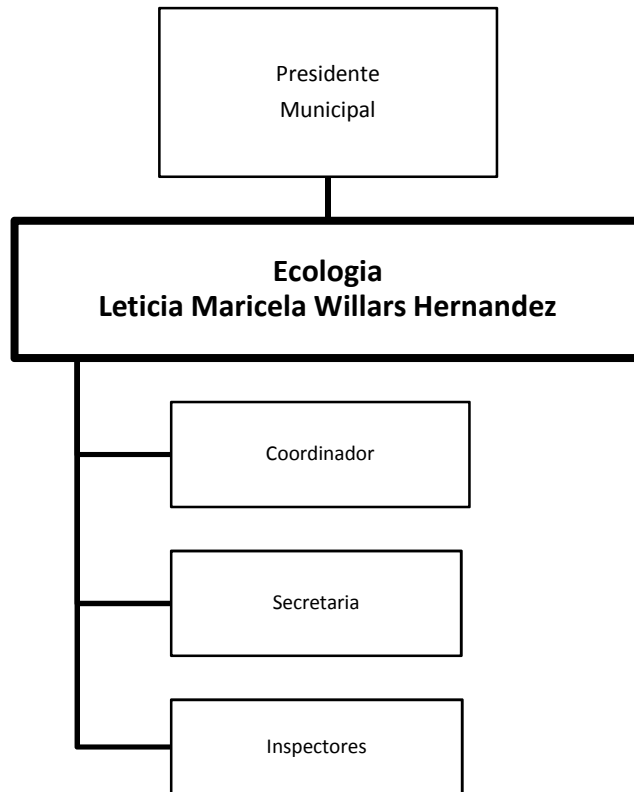 Presidente
Municipal
Ecologia
Leticia Maricela Willars Hernandez
Coordinador
Secretaria
Inspectores